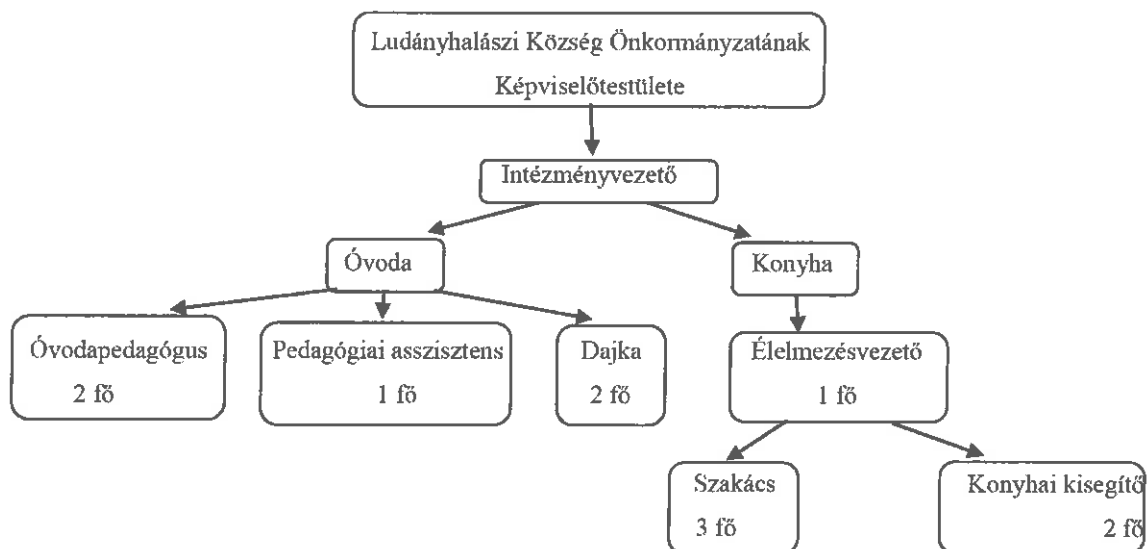 Ludányhalászi Község Önkormányzatának
Képviselőtestülete
Intézményvezető
Óvoda
Konyha
Óvodapedagógus
2 fő
Pedagógiai asszisztens
1 fő
Dajka
2 fő
Élelmezésvezető
1 fő
Szakács
3 fő
Konyhai kisegítő
2 fő